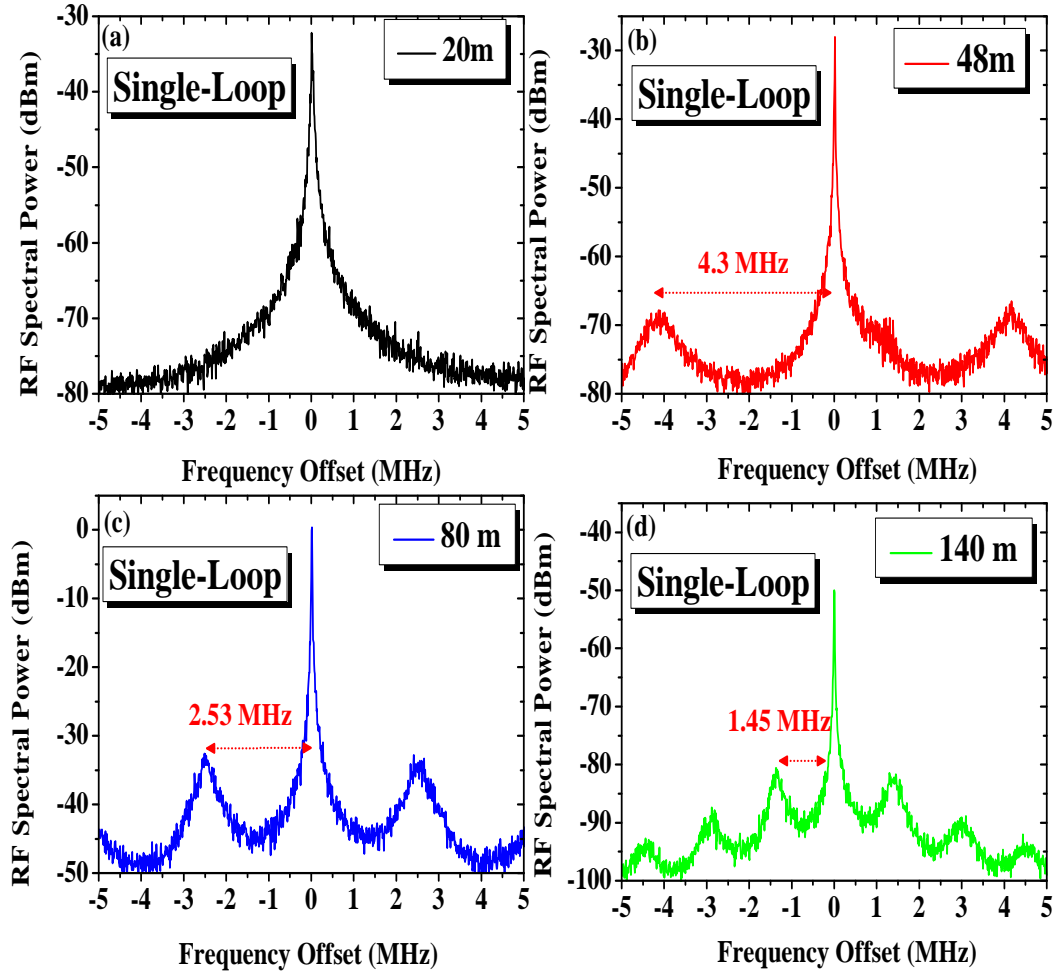 (a)
20m
Single-Loop
RF Spectral Power (dBm)
-30
-40
-50
-60
-70
-80
-5 -4 -3 -2 -1 0 1 2 3 4 5
Frequency Offset (MHz)
(b)
48m
Single-Loop
4.3 MHz
RF Spectral Power (dBm)
-30
-40
-50
-60
-70
-80
-5 -4 -3 -2 -1 0 1 2 3 4 5
Frequency Offset (MHz)
(c)
80 m
Single-Loop
2.53 MHz
RF Spectral Power (dBm)
0
-10
-20
-30
-40
-50
-5 -4 -3 -2 -1 0 1 2 3 4 5
Frequency Offset (MHz)
(d)
140 m
Single-Loop
1.45 MHz
RF Spectral Power (dBm)
-40
-50
-60
-70
-80
-90
-100
-5 -4 -3 -2 -1 0 1 2 3 4 5
Frequency Offset (MHz)